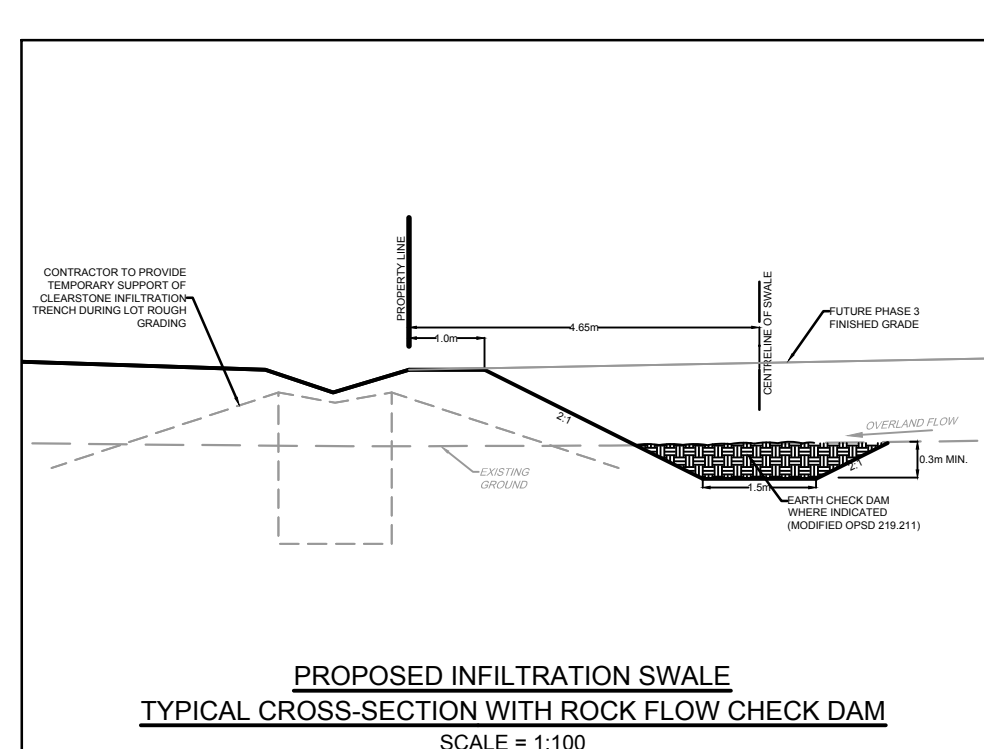 PROPERTY LINE
CENTRELINE OF SWALE
CONTRACTOR TO PROVIDE
TEMPORARY SUPPORT OF
CLEARSTONE INFILTRATION
TRENCH DURING LOT ROUGH
GRADING
4.65m
1.0m
FUTURE PHASE 3
FINISHED GRADE
2:1
OVERLAND FLOW
EXISTING
GROUND
2:1
0.3m MIN.
1.5m
EARTH CHECK DAM
WHERE INDICATED
(MODIFIED OPSD 219.211)
PROPOSED INFILTRATION SWALE
TYPICAL CROSS-SECTION WITH ROCK FLOW CHECK DAM
SCALE = 1:100